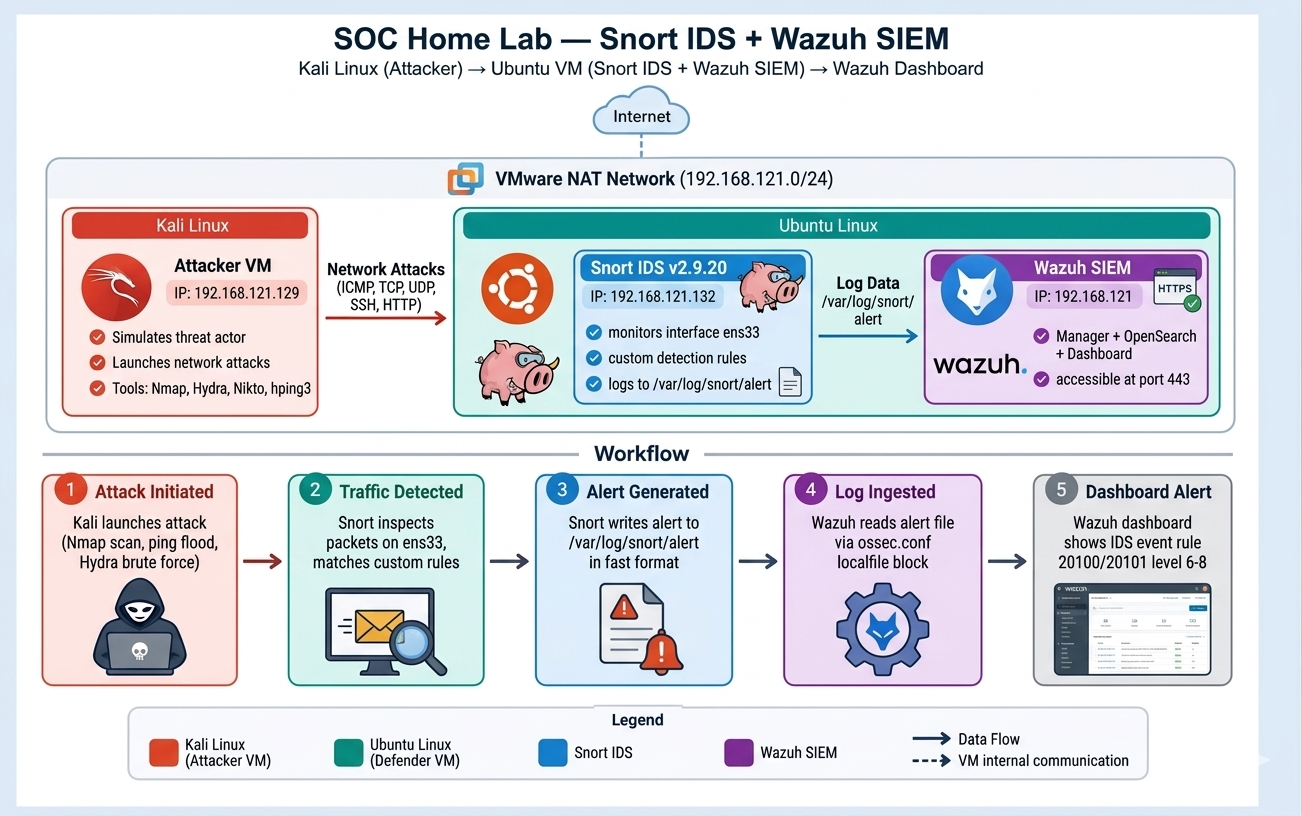 SOC Home Lab — Snort IDS + Wazuh SIEM
Kali Linux (Attacker) → Ubuntu VM (Snort IDS + Wazuh SIEM) → Wazuh Dashboard
Internet
VMware NAT Network (192.168.121.0/24)
Kali Linux
Attacker VM
IP: 192.168.121.129
Simulates threat actor
Launches network attacks
Tools: Nmap, Hydra, Nikto, hping3
Network Attacks
(ICMP, TCP, UDP,
SSH, HTTP)
Ubuntu Linux
Snort IDS v2.9.20
IP: 192.168.121.132
monitors interface ens33
custom detection rules
logs to /var/log/snort/alert
Log Data
/var/log/snort/
alert
Wazuh SIEM
IP: 192.168.121
HTTPS
wazuh.
Manager + OpenSearch
+ Dashboard
accessible at port 443
Workflow
1 Attack Initiated
Kali launches attack
(Nmap scan, ping flood,
Hydra brute force)
2 Traffic Detected
Snort inspects
packets on ens33,
matches custom rules
3 Alert Generated
Snort writes alert to
/var/log/snort/alert
in fast format
4 Log Ingested
Wazuh reads alert file
via ossec.conf
localfile block
5 Dashboard Alert
Wazuh dashboard
shows IDS event rule
20100/20101 level 6-8
Legend
Kali Linux
(Attacker VM)
Ubuntu Linux
(Defender VM)
Snort IDS
Wazuh SIEM
Data Flow
VM internal communication